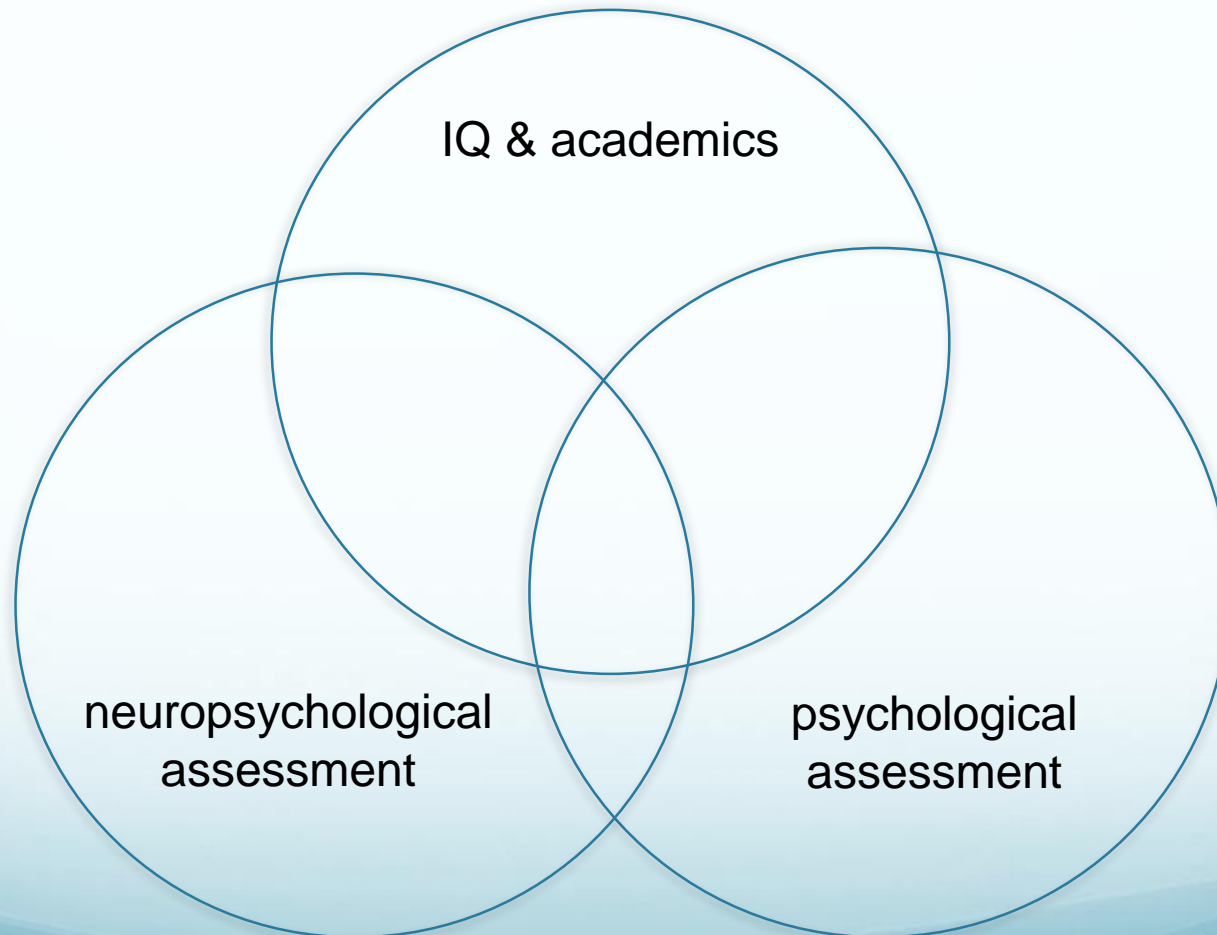 IQ & academics
neuropsychological
assessment
psychological
assessment